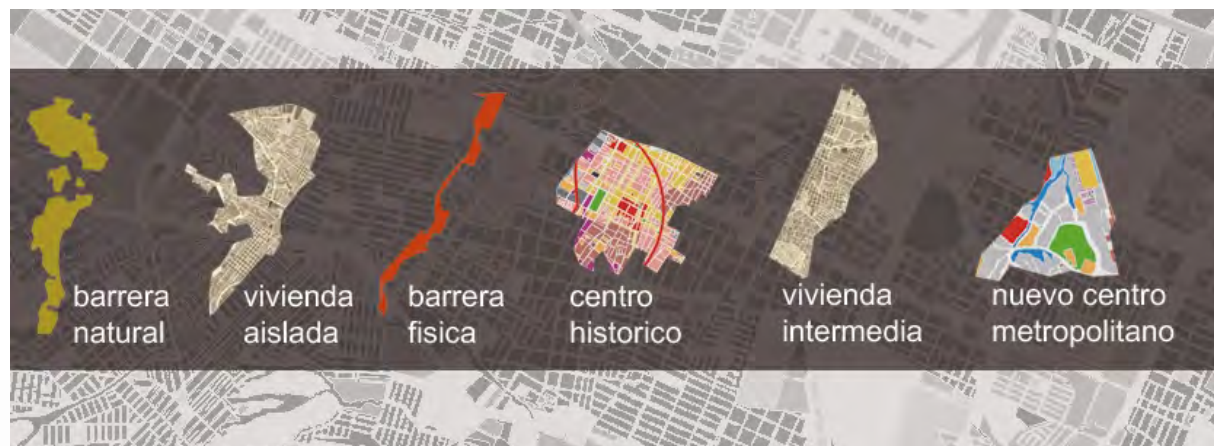 barrera
natural
vivienda
aislada
barrera
fisica
centro
historico
vivienda
intermedia
nuevo centro
metropolitano